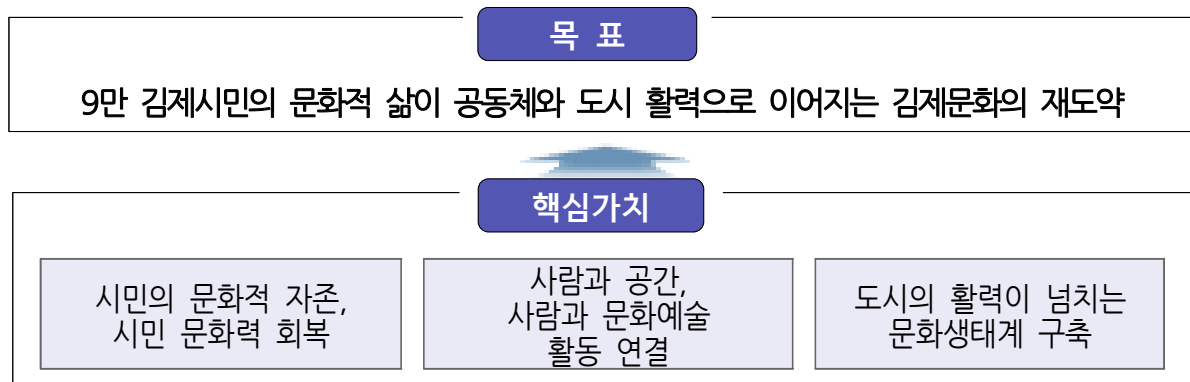 목 표
9만 김제시민의 문화적 삶이 공동체와 도시 활력으로 이어지는 김제문화의 재도약
핵심가치
시민의 문화적 자존,
시민 문화력 회복
사람과 공간,
사람과 문화예술
활동 연결
도시의 활력이 넘치는
문화생태계 구축